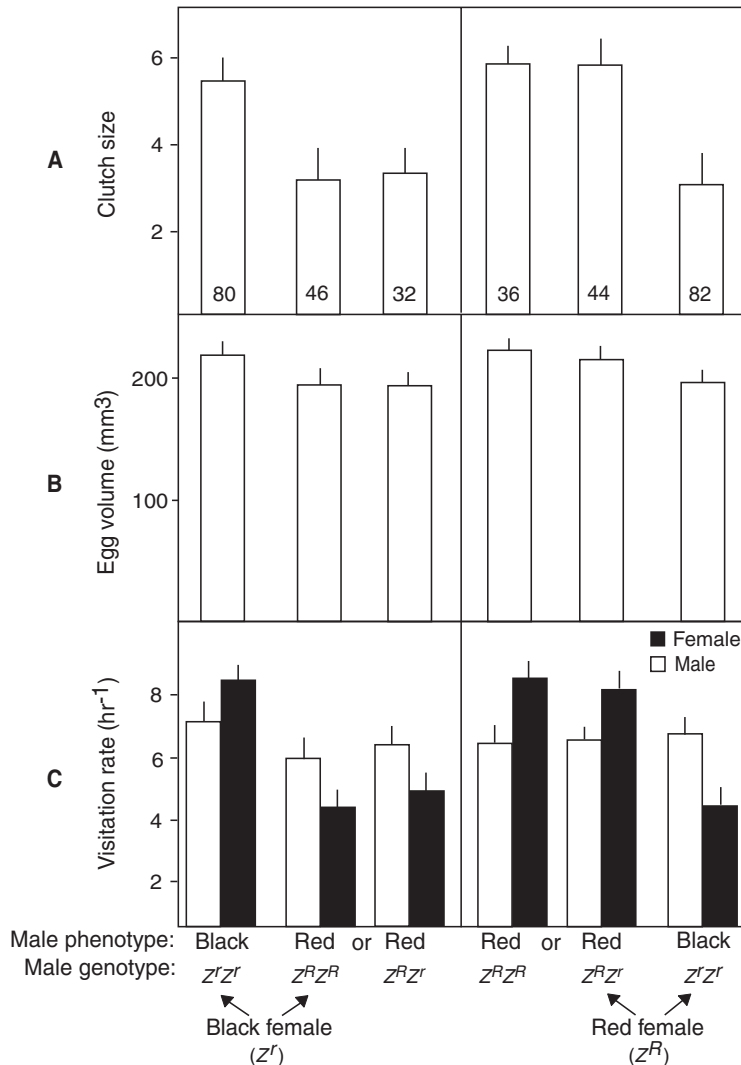 A
Clutch size
6
4
2
80 46 32 36 44 82
B
Egg volume (mm3)
200
100
C
Visitation rate (hr-1)
8
6
4
2
Female
Male
Male phenotype: Black Red or Red Red or Red Black
Male genotype: zrzr zRzR zRzr zRzR zRzr zrzr
Black female Red female
(Zr) (ZR)